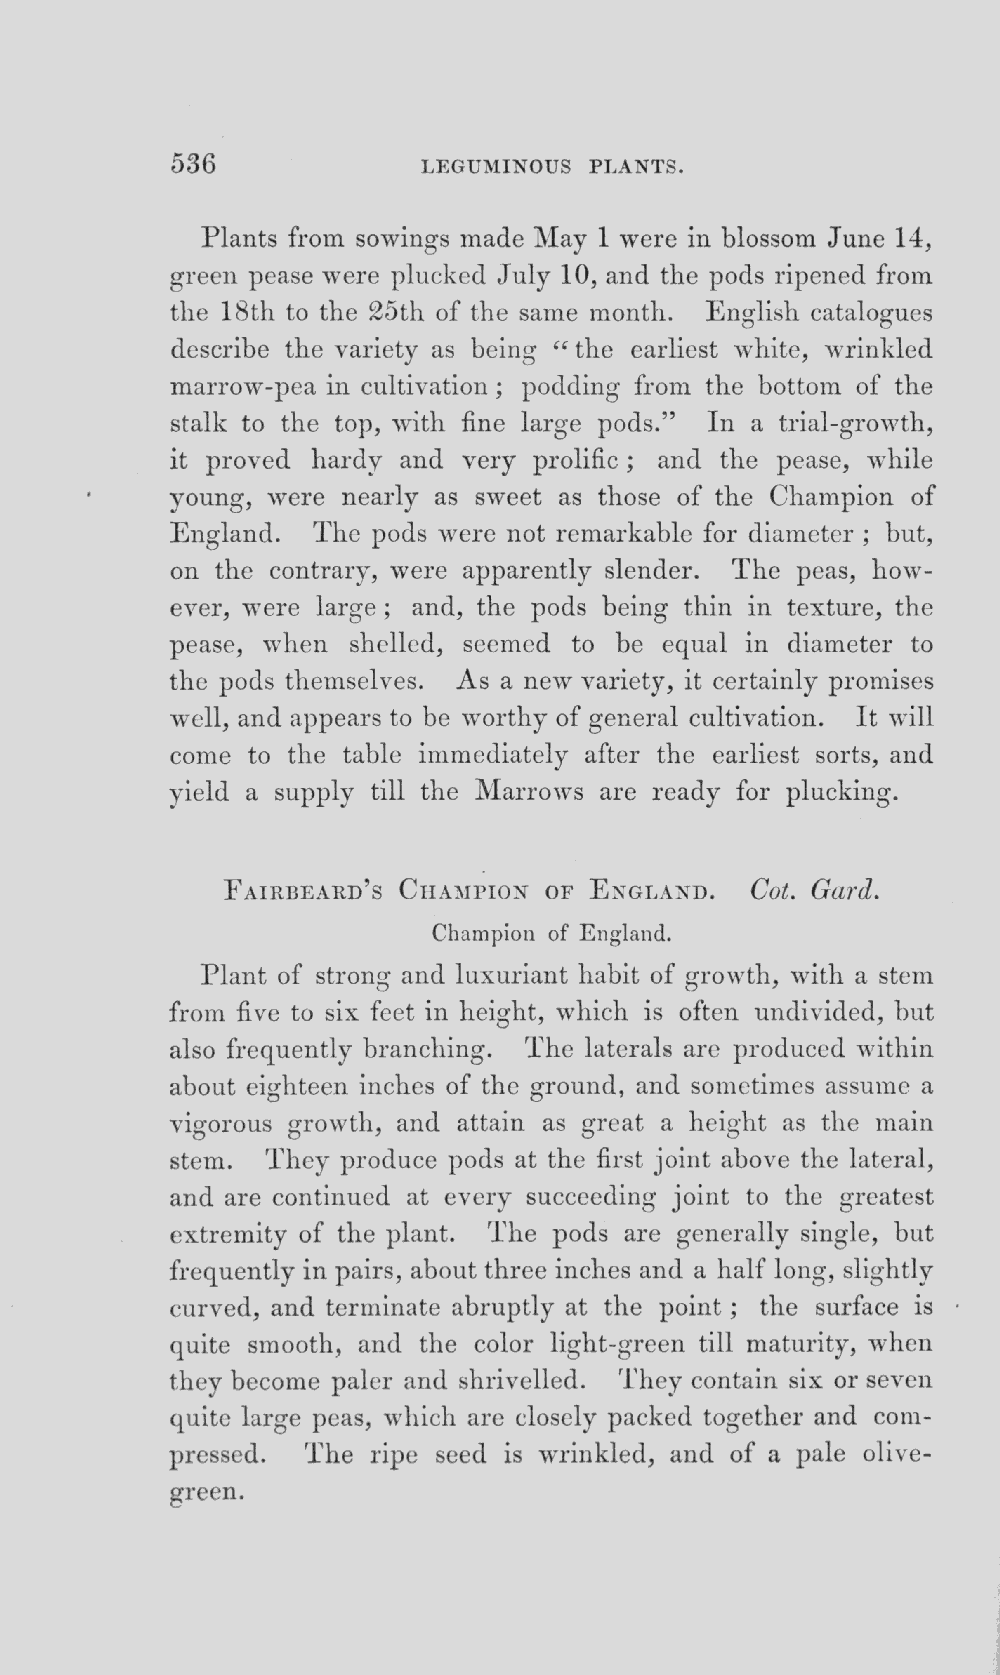 536 LEGUMINOUS PLANTS.
Plants from sowings made May 1 were in blossom June 14,
green pease were plucked July 10, and the pods ripened from
the 18th to the 25th of the same month. English catalogues
describe the variety as being “the earliest white, wrinkled
marrow-pea in cultivation; podding from the bottom of the
stalk to the top, with fine large pods.” In a trial-growth,
it proved hardy and very prolific; and the pease, while
young, were nearly as sweet as those of the Champion of
England. The pods were not remarkable for diameter; but,
on the contrary, were apparently slender. The peas, how-
ever, were large; and, the pods being thin in texture, the
pease, when shelled, seemed to be equal in diameter to
the pods themselves. As a new variety, it certainly promises
well, and appears to be worthy of general cultivation. It will
come to the table immediately after the earliest sorts, and
yield a supply till the Marrows are ready for plucking.
Fairbeard’s Champion of England. Cot. Gard.
Champion of England.
Plant of strong and luxuriant habit of growth, with a stem
from five to six feet in height, which is often undivided, but
also frequently branching. The laterals are produced within
about eighteen inches of the ground, and sometimes assume a
vigorous growth, and attain as great a height as the main
stem. They produce pods at the first joint above the lateral,
and are continued at every succeeding joint to the greatest
extremity of the plant. The pods are generally single, but
frequently in pairs, about three inches and a half long, slightly
curved, and terminate abruptly at the point; the surface is
quite smooth, and the color light-green till maturity, when
they become paler and shrivelled. They contain six or seven
quite large peas, which are closely packed together and com-
pressed. The ripe seed is wrinkled, and of a pale olive-
green.